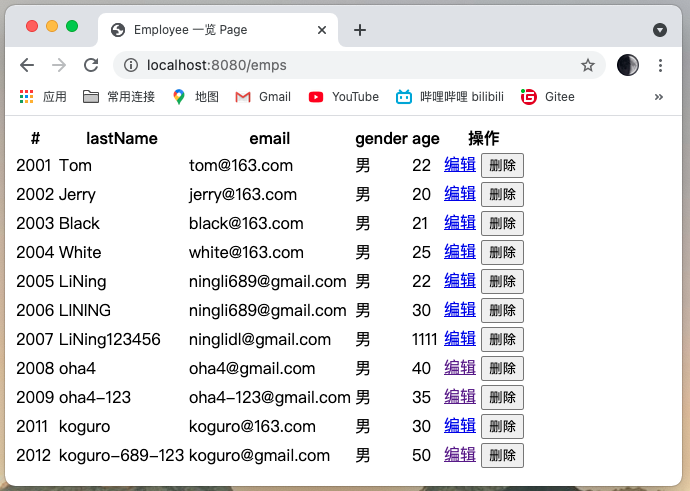 Employee 一览 Page
localhost:8080/emps
应用 常用连接 地图 Gmail YouTube 哔哩哔哩 bilibili Gitee »
# lastName email gender age 操作
2001 Tom tom@163.com 男 22 编辑 删除
2002 Jerry jerry@163.com 男 20 编辑 删除
2003 Black black@163.com 男 21 编辑 删除
2004 White white@163.com 男 25 编辑 删除
2005 LiNing ningli689@gmail.com 男 22 编辑 删除
2006 LINING ningli689@gmail.com 男 30 编辑 删除
2007 LiNing123456 ninglidl@gmail.com 男 1111 编辑 删除
2008 oha4 oha4@gmail.com 男 40 编辑 删除
2009 oha4-123 oha4-123@gmail.com 男 35 编辑 删除
2011 koguro koguro@163.com 男 30 编辑 删除
2012 koguro-689-123 koguro@gmail.com 男 50 编辑 删除